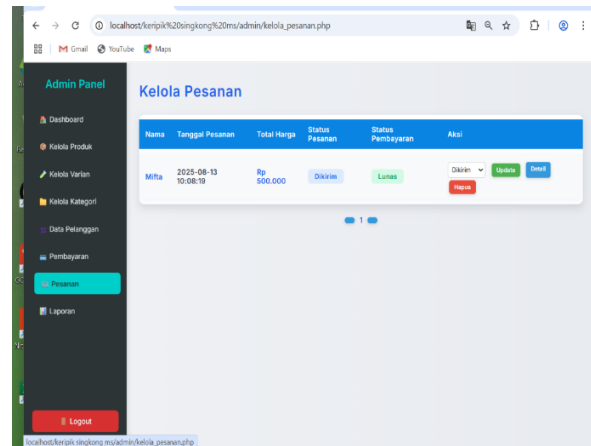 localhost/keripik%20singkong%20ms/admin/kelola_pesanan.php
Gmail YouTube Maps
Admin Panel
Dashboard
Kelola Produk
Kelola Varian
Kelola Kategori
Data Pelanggan
Pembayaran
Pesanan
Laporan
Logout
Kelola Pesanan
Nama Tanggal Pesanan Total Harga Status Pesanan Status Pembayaran Aksi
Mifta 2025-08-13 10:08:19 Rp 500.000 Dikirim Lunas Dikirim Update Detail
Hapus
1
localhost/keripik singkong ms/admin/kelola_pesanan.php